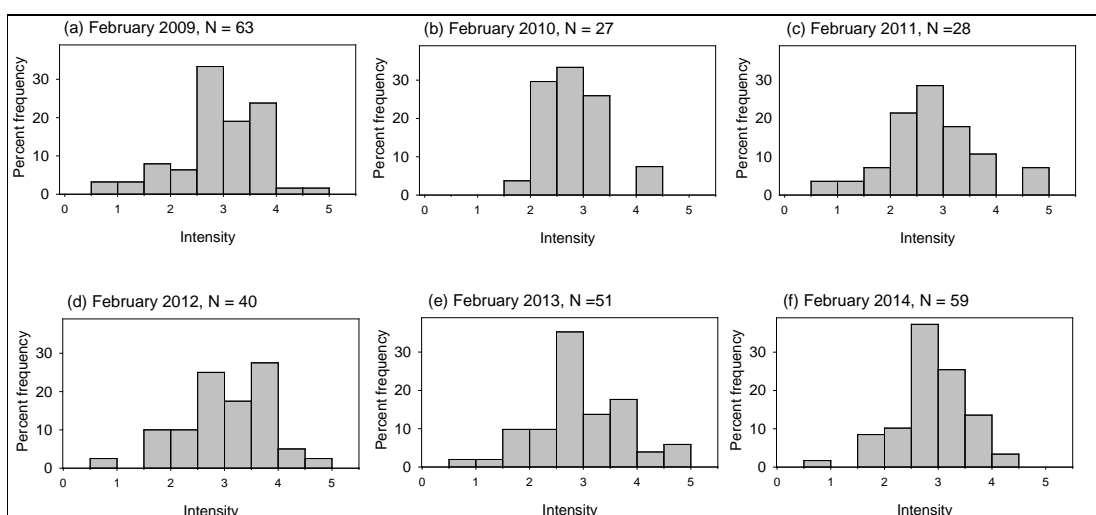 (a) February 2009, N = 63
Percent frequency
30
20
10
0
0 1 2 3 4 5
Intensity
(b) February 2010, N = 27
Percent frequency
30
20
10
0
0 1 2 3 4 5
Intensity
(c) February 2011, N =28
Percent frequency
30
20
10
0
0 1 2 3 4 5
Intensity
(d) February 2012, N = 40
Percent frequency
30
20
10
0
0 1 2 3 4 5
Intensity
(e) February 2013, N =51
Percent frequency
30
20
10
0
0 1 2 3 4 5
Intensity
(f) February 2014, N = 59
Percent frequency
30
20
10
0
0 1 2 3 4 5
Intensity